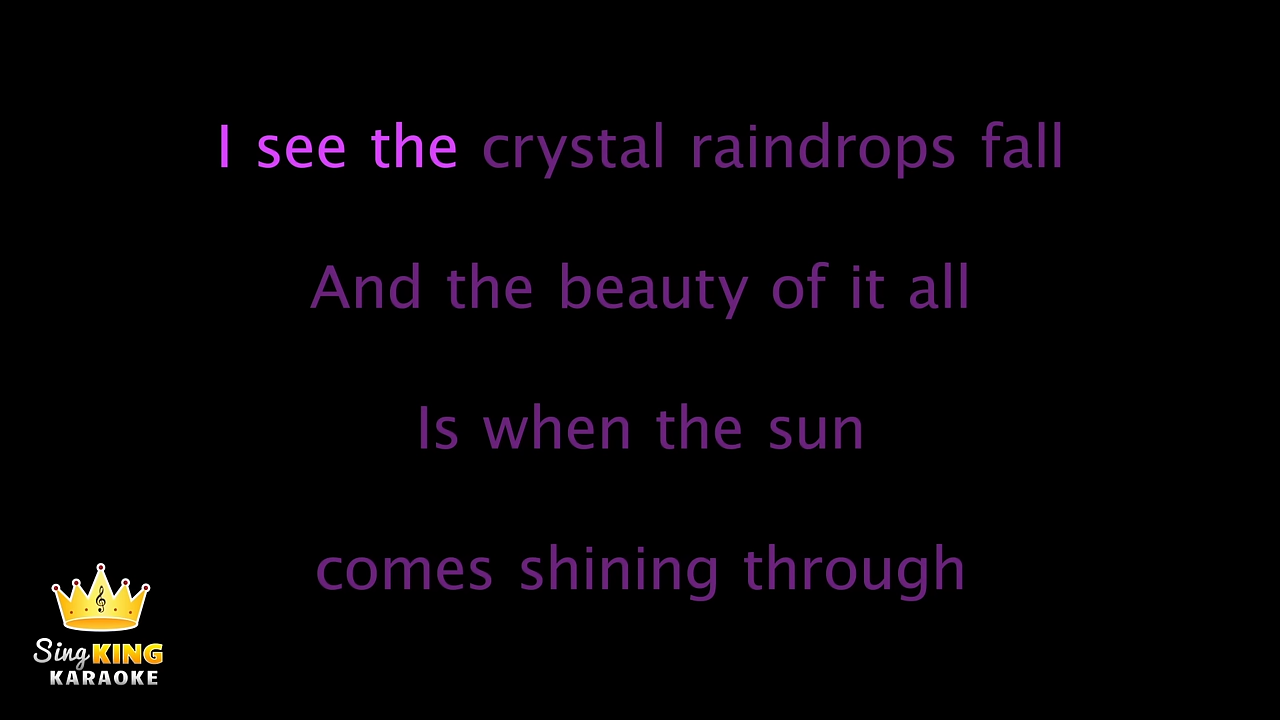 I see the crystal raindrops fall
And the beauty of it all
Is when the sun
comes shining through
Sing KING
KARAOKE